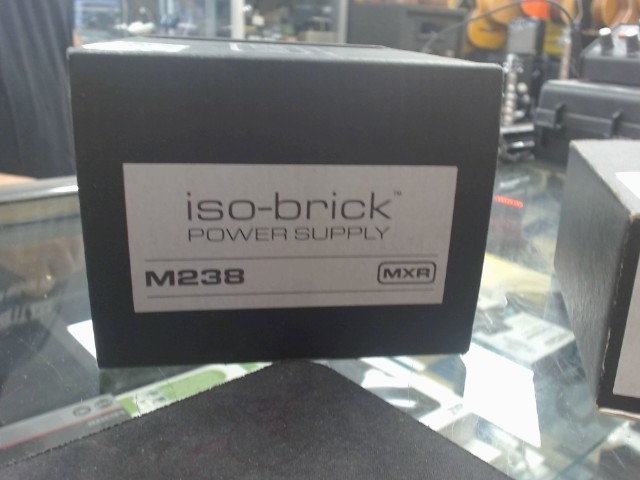 iso-brick™
POWER SUPPLY
M238
MXR